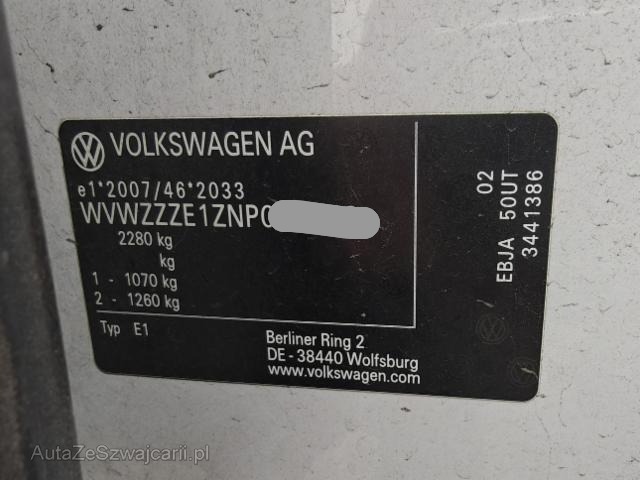 VOLKSWAGEN AG
e1*2007/46*2033
WVWZZZE1ZNP
2280 kg
kg
1 - 1070 kg
2 - 1260 kg
Typ E1
Berliner Ring 2
DE - 38440 Wolfsburg
www.volkswagen.com
02
EBJA 50UT
3441386
AutaZeSzwajcarii.pl